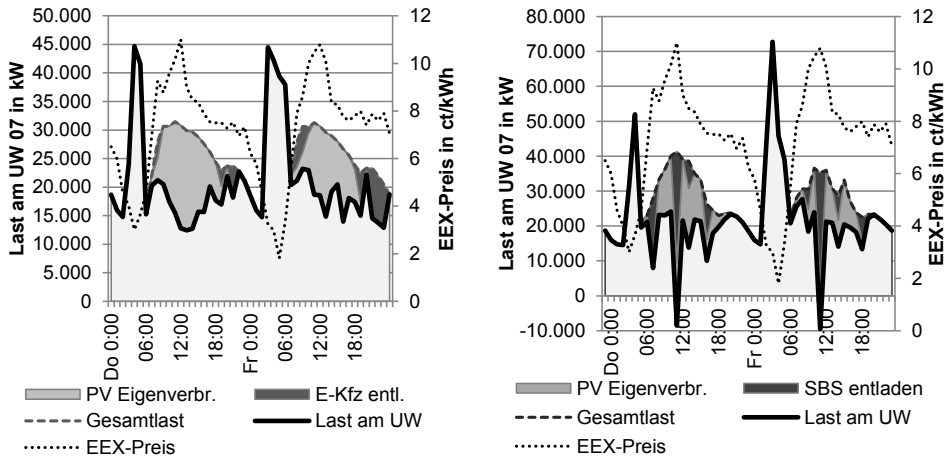 Last am UW 07 in kW
50.000
45.000
40.000
35.000
30.000
25.000
20.000
15.000
10.000
5.000
0
12
10
8
6
4
2
0
EEX-Preis in ct/kWh
Do 0:00
06:00
12:00
18:00
Fr 0:00
06:00
12:00
18:00
PV Eigenverbr.
E-Kfz entl.
Gesamtlast
Last am UW
EEX-Preis
Last am UW 07 in kW
80.000
70.000
60.000
50.000
40.000
30.000
20.000
10.000
0
-10.000
12
10
8
6
4
2
0
EEX-Preis in ct/kWh
Do 0:00
06:00
12:00
18:00
Fr 0:00
06:00
12:00
18:00
PV Eigenverbr.
SBS entladen
Gesamtlast
Last am UW
EEX-Preis